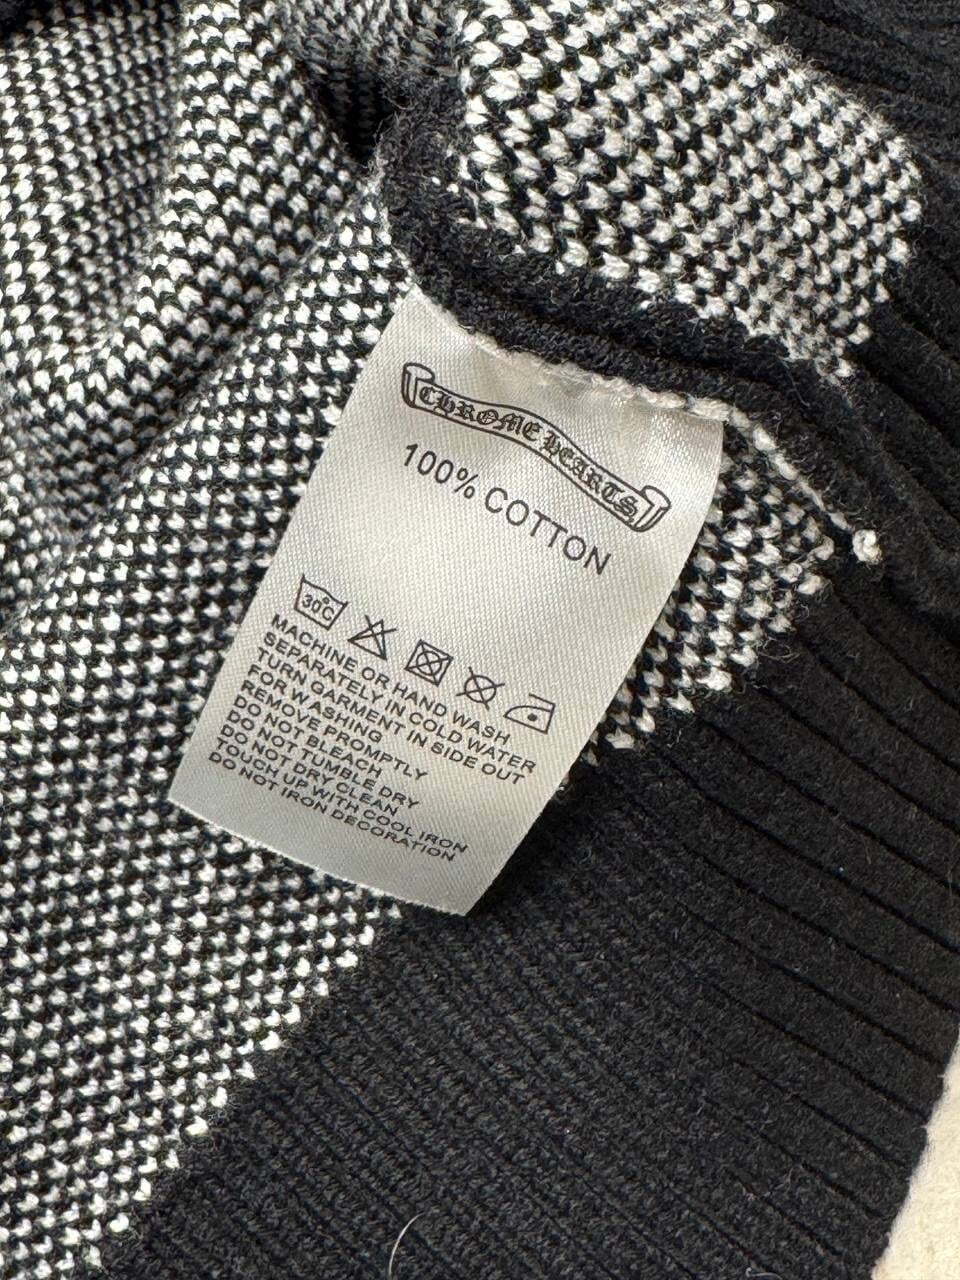 CHROME HEARTS
100% COTTON
30°C
MACHINE OR HAND WASH
SEPARATELY IN COLD WATER
TURN GARMENT IN SIDE OUT
FOR WASHING
REM MOVE PROMPTLY
DO NOT BLEACH
DO NOT TUMBLE DRY
DO NOT DRY CLEAN
TOUCH UP WITH COOL IRON
DO NOT IRON DECORATION